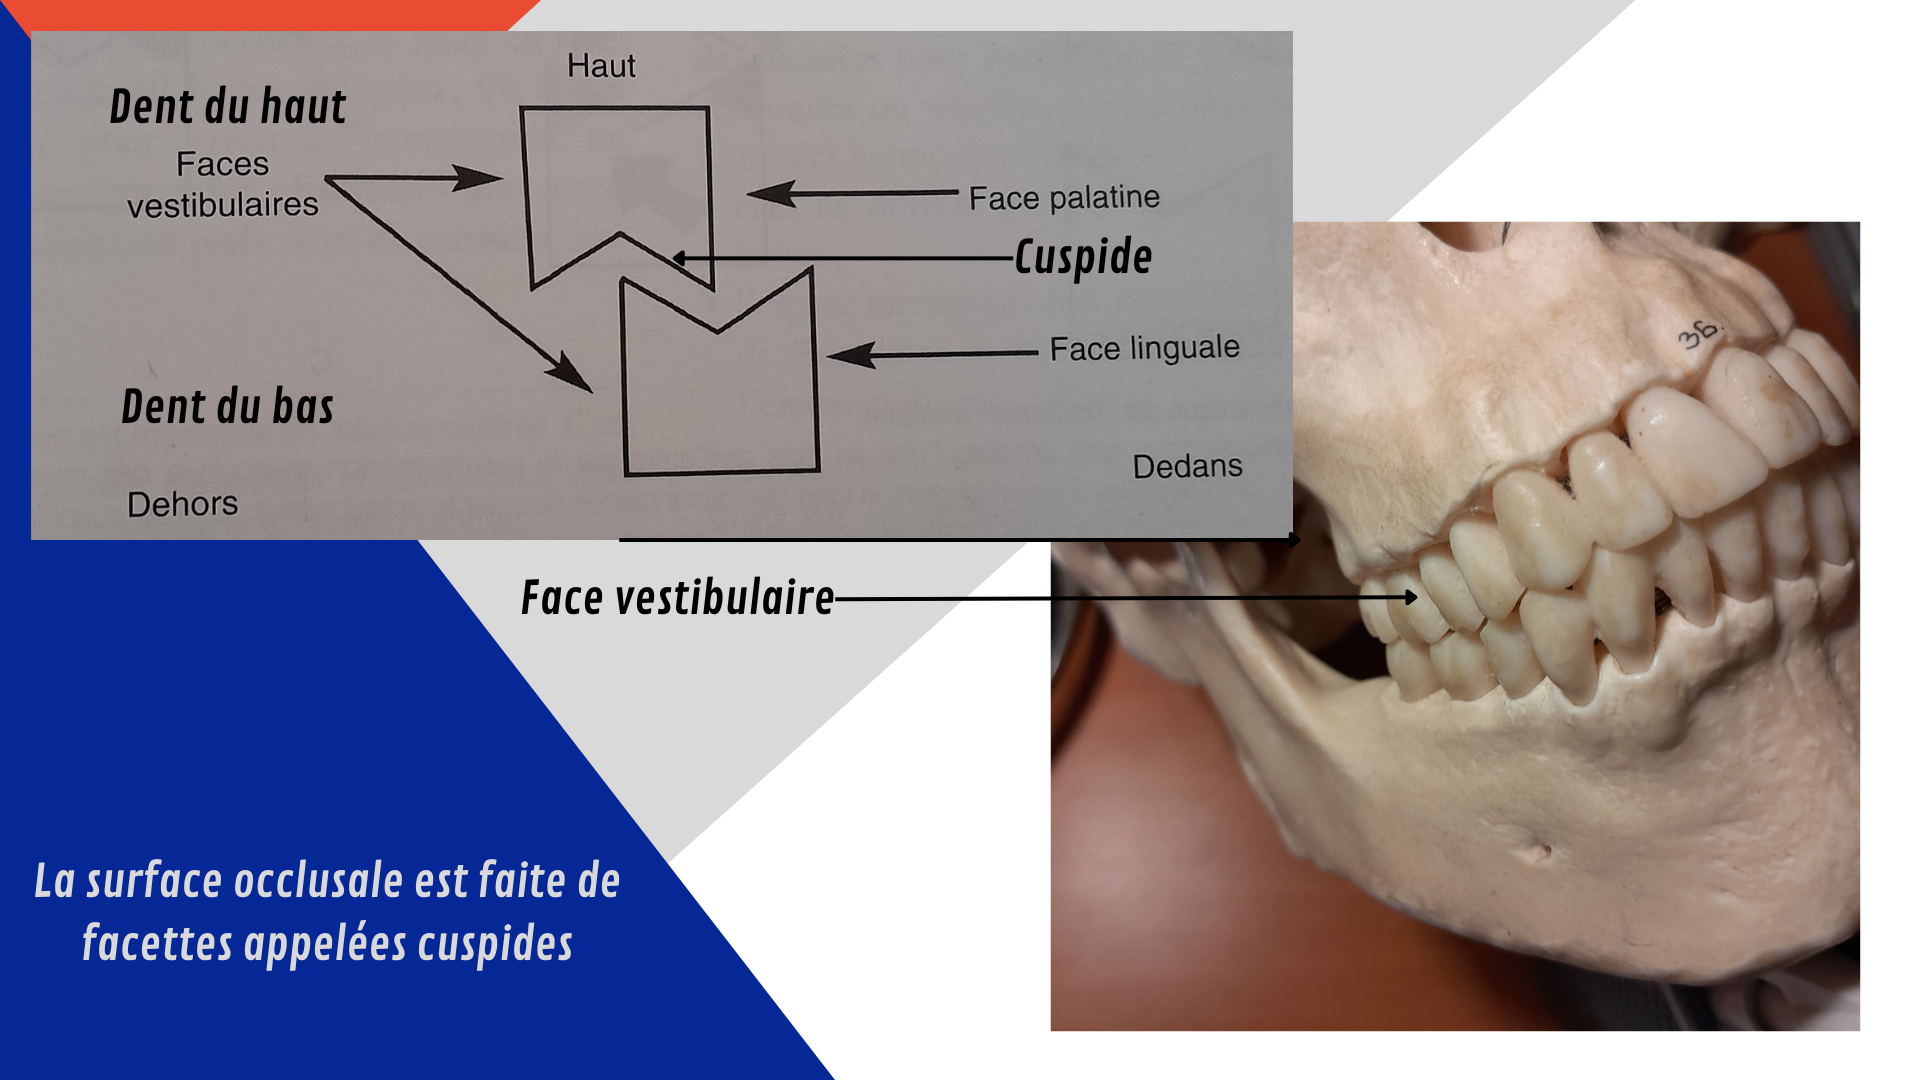 Haut
Dent du haut
Faces
vestibulaires
Face palatine
Cuspide
Face linguale
Dent du bas
Dedans
Dehors
36.
Face vestibulaire
La surface occlusale est faite de
facettes appelées cuspides